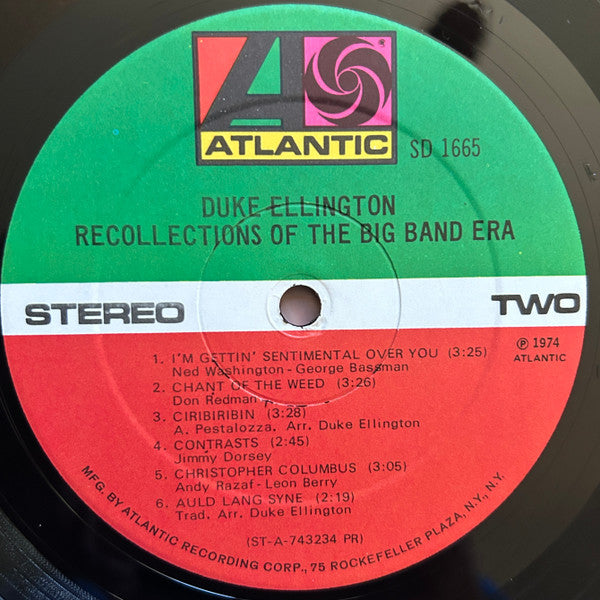 ATLANTIC
SD 1665
DUKE ELLINGTON
RECOLLECTIONS OF THE BIG BAND ERA
STEREO
TWO
℗ 1974
ATLANTIC
1. I'M GETTIN' SENTIMENTAL OVER YOU (3:25)
Ned Washington - George Bassman
2. CHANT OF THE WEED (3:26)
Don Redman
3. CIRIBIRIBIN (3:28)
A. Pestalozza. Arr. Duke Ellington
4. CONTRASTS (2:45)
Jimmy Dorsey
5. CHRISTOPHER COLUMBUS (3:05)
Andy Razaf - Leon Berry
6. AULD LANG SYNE (2:19)
Trad. Arr. Duke Ellington
(ST-A-743234 PR)
MFG. BY ATLANTIC RECORDING CORP., 75 ROCKEFELLER PLAZA, N.Y., N.Y.